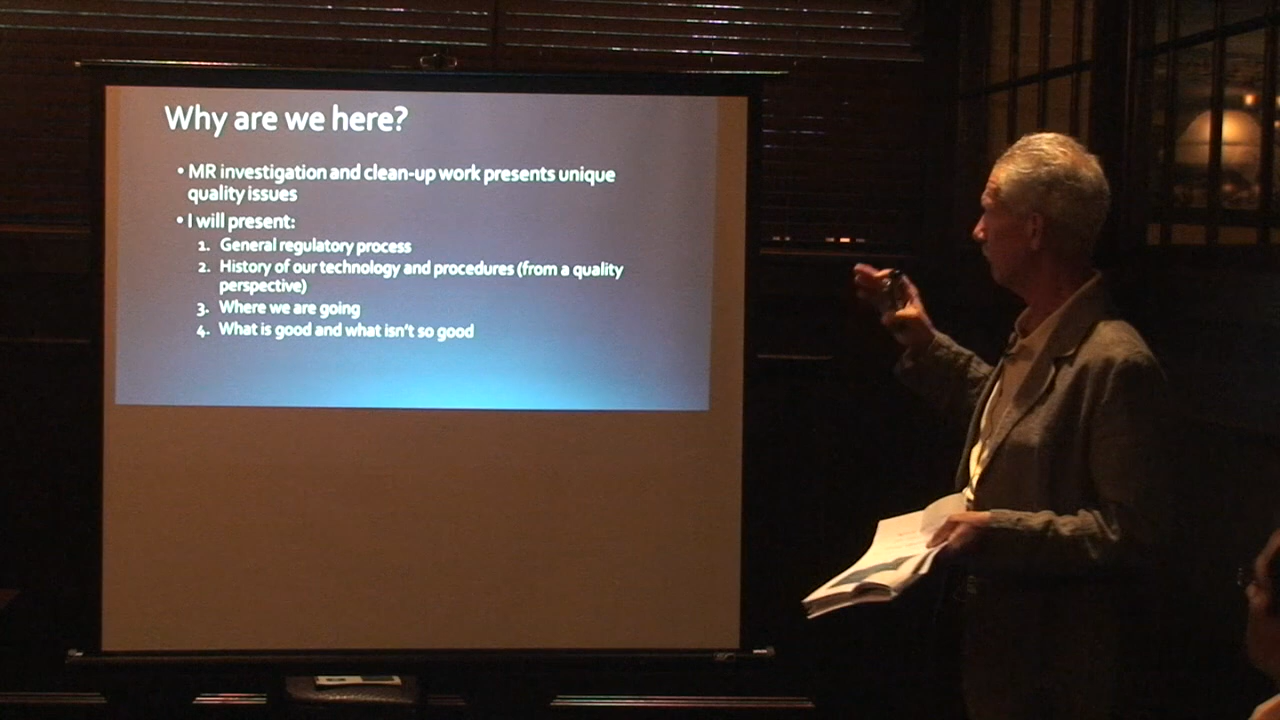 Why are we here?
• MR investigation and clean-up work presents unique
quality issues
• I will present:
1. General regulatory process
2. History of our technology and procedures (from a quality
perspective)
3. Where we are going
4. What is good and what isn't so good